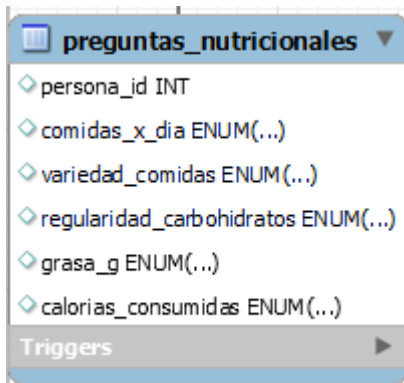 preguntas_nutricionales
persona_id INT
comidas_x_dia ENUM(...)
variedad_comidas ENUM(...)
regularidad_carbohidratos ENUM(...)
grasa_g ENUM(...)
calorias_consumidas ENUM(...)
Triggers